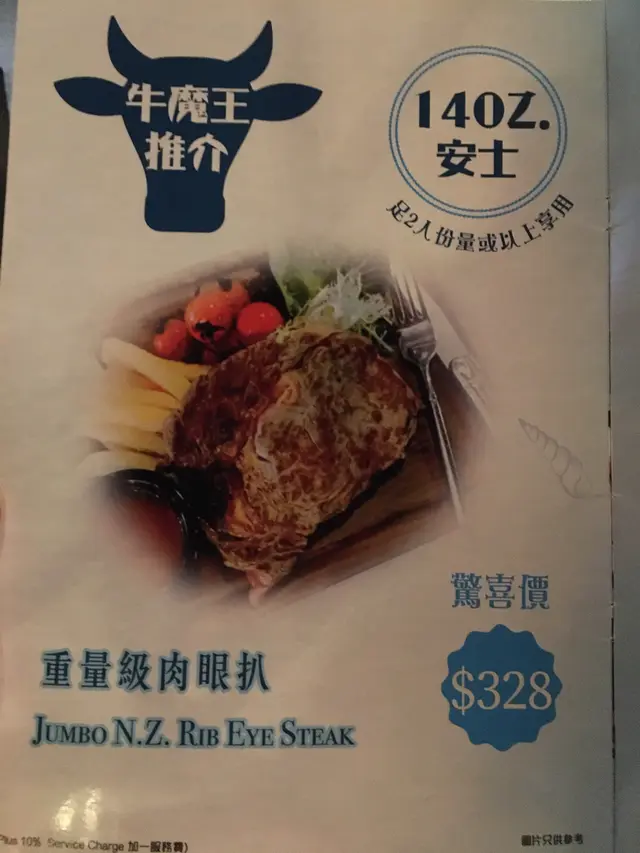 牛魔王
推介
14OZ.
安士
足2人份量或以上享用
驚喜價
$328
重量級肉眼扒
JUMBO N.Z. RIB EYE STEAK
Plus 10% Service Charge 加一服務費)
圖片只供參考